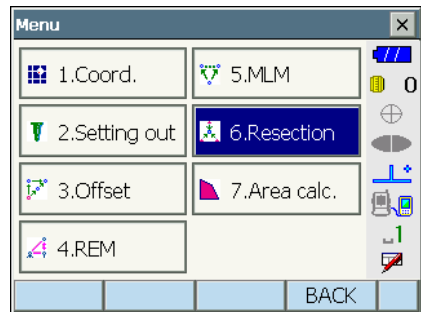 Menu
1.Coord.
5.MLM
0
2.Setting out
6.Resection
3.Offset
7.Area calc.
4.REM
1
BACK